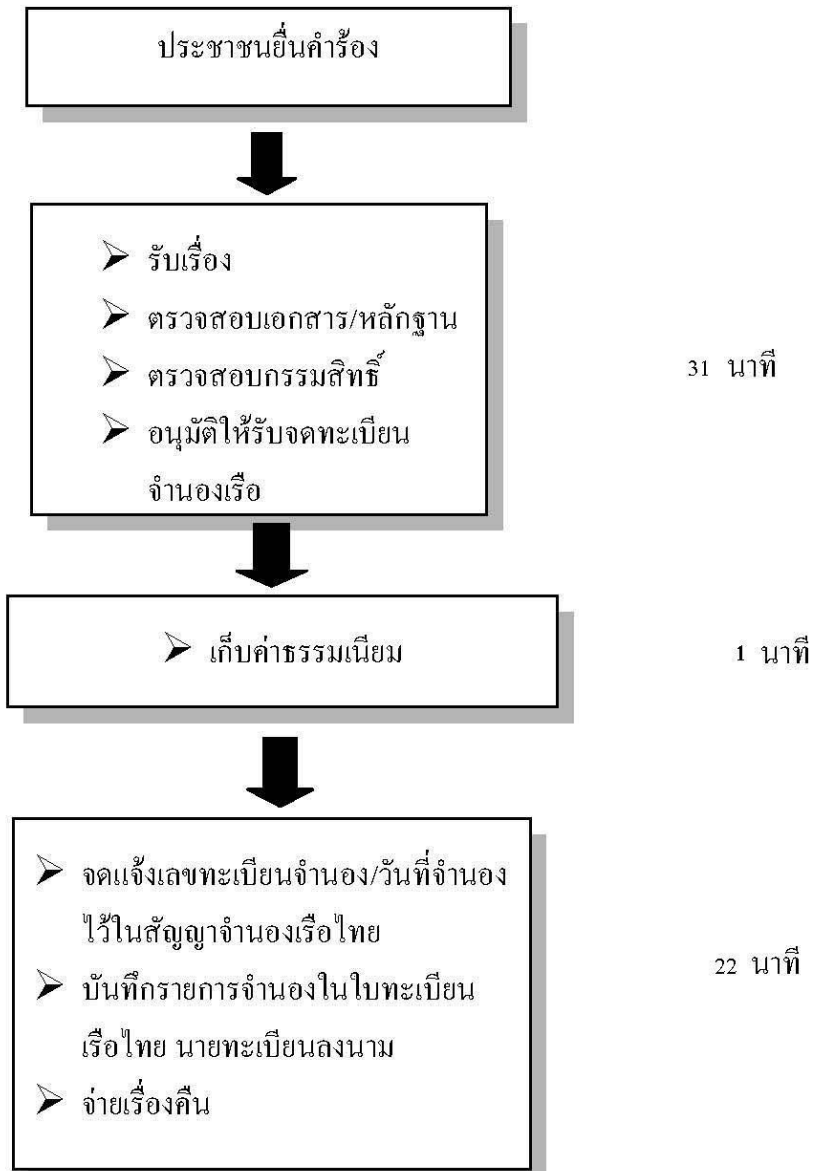 ประชาชนยื่นคำร้อง
➢ รับเรื่อง
➢ ตรวจสอบเอกสาร/หลักฐาน
➢ ตรวจสอบกรรมสิทธิ์
➢ อนุมัติให้รับจดทะเบียน
จำนองเรือ
31 นาที
➢ เก็บค่าธรรมเนียม
1 นาที
➢ จดแจ้งเลขทะเบียนจำนอง/วันที่จำนอง
ไว้ในสัญญาจำนองเรือไทย
➢ บันทึกรายการจำนองในใบทะเบียน
เรือไทย นายทะเบียนลงนาม
➢ จ่ายเรื่องคืน
22 นาที